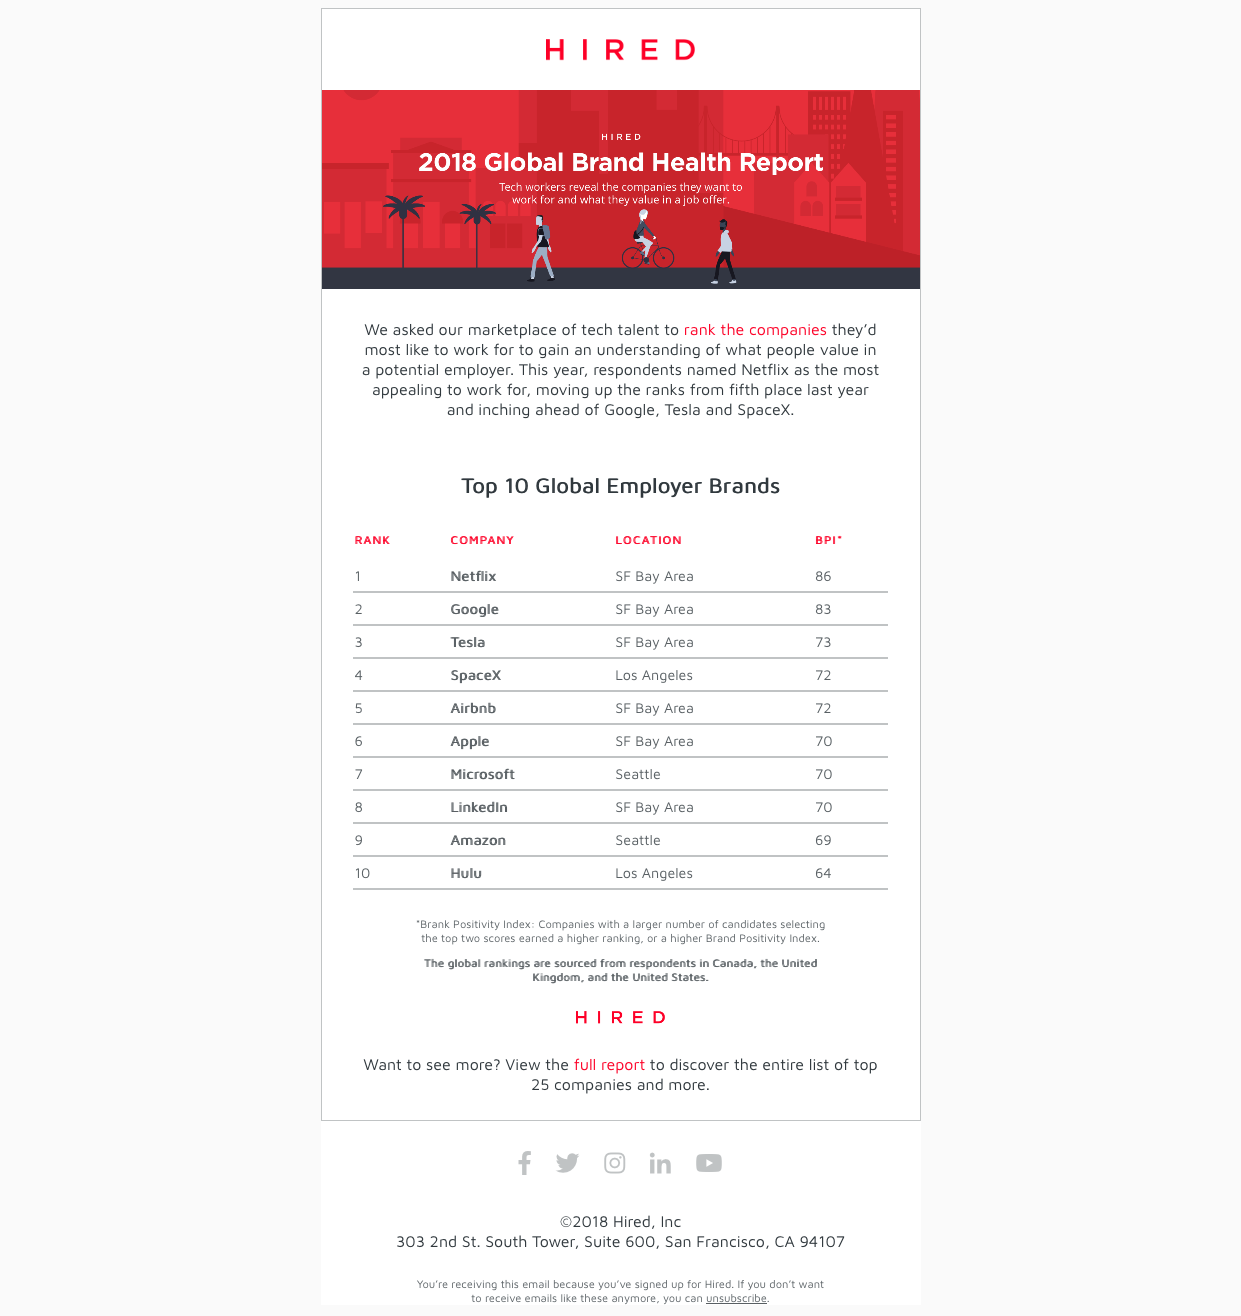 HIRED
HIRED
2018 Global Brand Health Report
Tech workers reveal the companies they want to
work for and what they value in a job offer.
We asked our marketplace of tech talent to rank the companies they’d
most like to work for to gain an understanding of what people value in
a potential employer. This year, respondents named Netflix as the most
appealing to work for, moving up the ranks from fifth place last year
and inching ahead of Google, Tesla and SpaceX.
Top 10 Global Employer Brands
RANK COMPANY LOCATION BPI*
1 Netflix SF Bay Area 86
2 Google SF Bay Area 83
3 Tesla SF Bay Area 73
4 SpaceX Los Angeles 72
5 Airbnb SF Bay Area 72
6 Apple SF Bay Area 70
7 Microsoft Seattle 70
8 LinkedIn SF Bay Area 70
9 Amazon Seattle 69
10 Hulu Los Angeles 64
*Brank Positivity Index: Companies with a larger number of candidates selecting
the top two scores earned a higher ranking, or a higher Brand Positivity Index.
The global rankings are sourced from respondents in Canada, the United
Kingdom, and the United States.
HIRED
Want to see more? View the full report to discover the entire list of top
25 companies and more.
©2018 Hired, Inc
303 2nd St. South Tower, Suite 600, San Francisco, CA 94107
You’re receiving this email because you’ve signed up for Hired. If you don’t want
to receive emails like these anymore, you can unsubscribe.